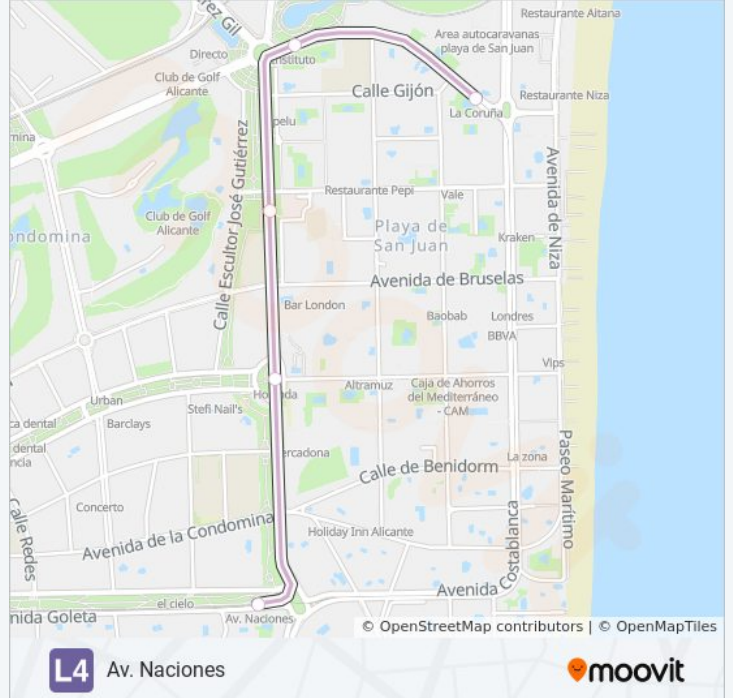 Restaurante Aitana
rez Gil
Area autocaravanas
playa de San Juan
Directo
nstituto
Club de Golf
Alicante
Calle Gijón
Restaurante Niza
La Coruña
pelu
mina
Calle Escultor José Gutiérrez
Avenida de Niza
Restaurante Pepi
Vale
Club de Golf
Alicante
ondomina
Playa de
San Juan
Kraken
Avenida de Bruselas
Bar London
Baobab
Londres
BBVA
Vips
Altramuz
Caja de Ahorros
del Mediterráneo
- CAM
Urban
Stefi Nail's
ca dental
Barclays
dental
ncia
ercadona
Calle de Benidorm
La zona
Paseo Marítimo
Concerto
Calle Redes
Avenida de la Condomina
Holiday Inn Alicante
Avenida Costablanca
el cielo
nida Goleta
Av. Naciones
© OpenStreetMap contributors | © OpenMapTiles
L4 Av. Naciones
moovit